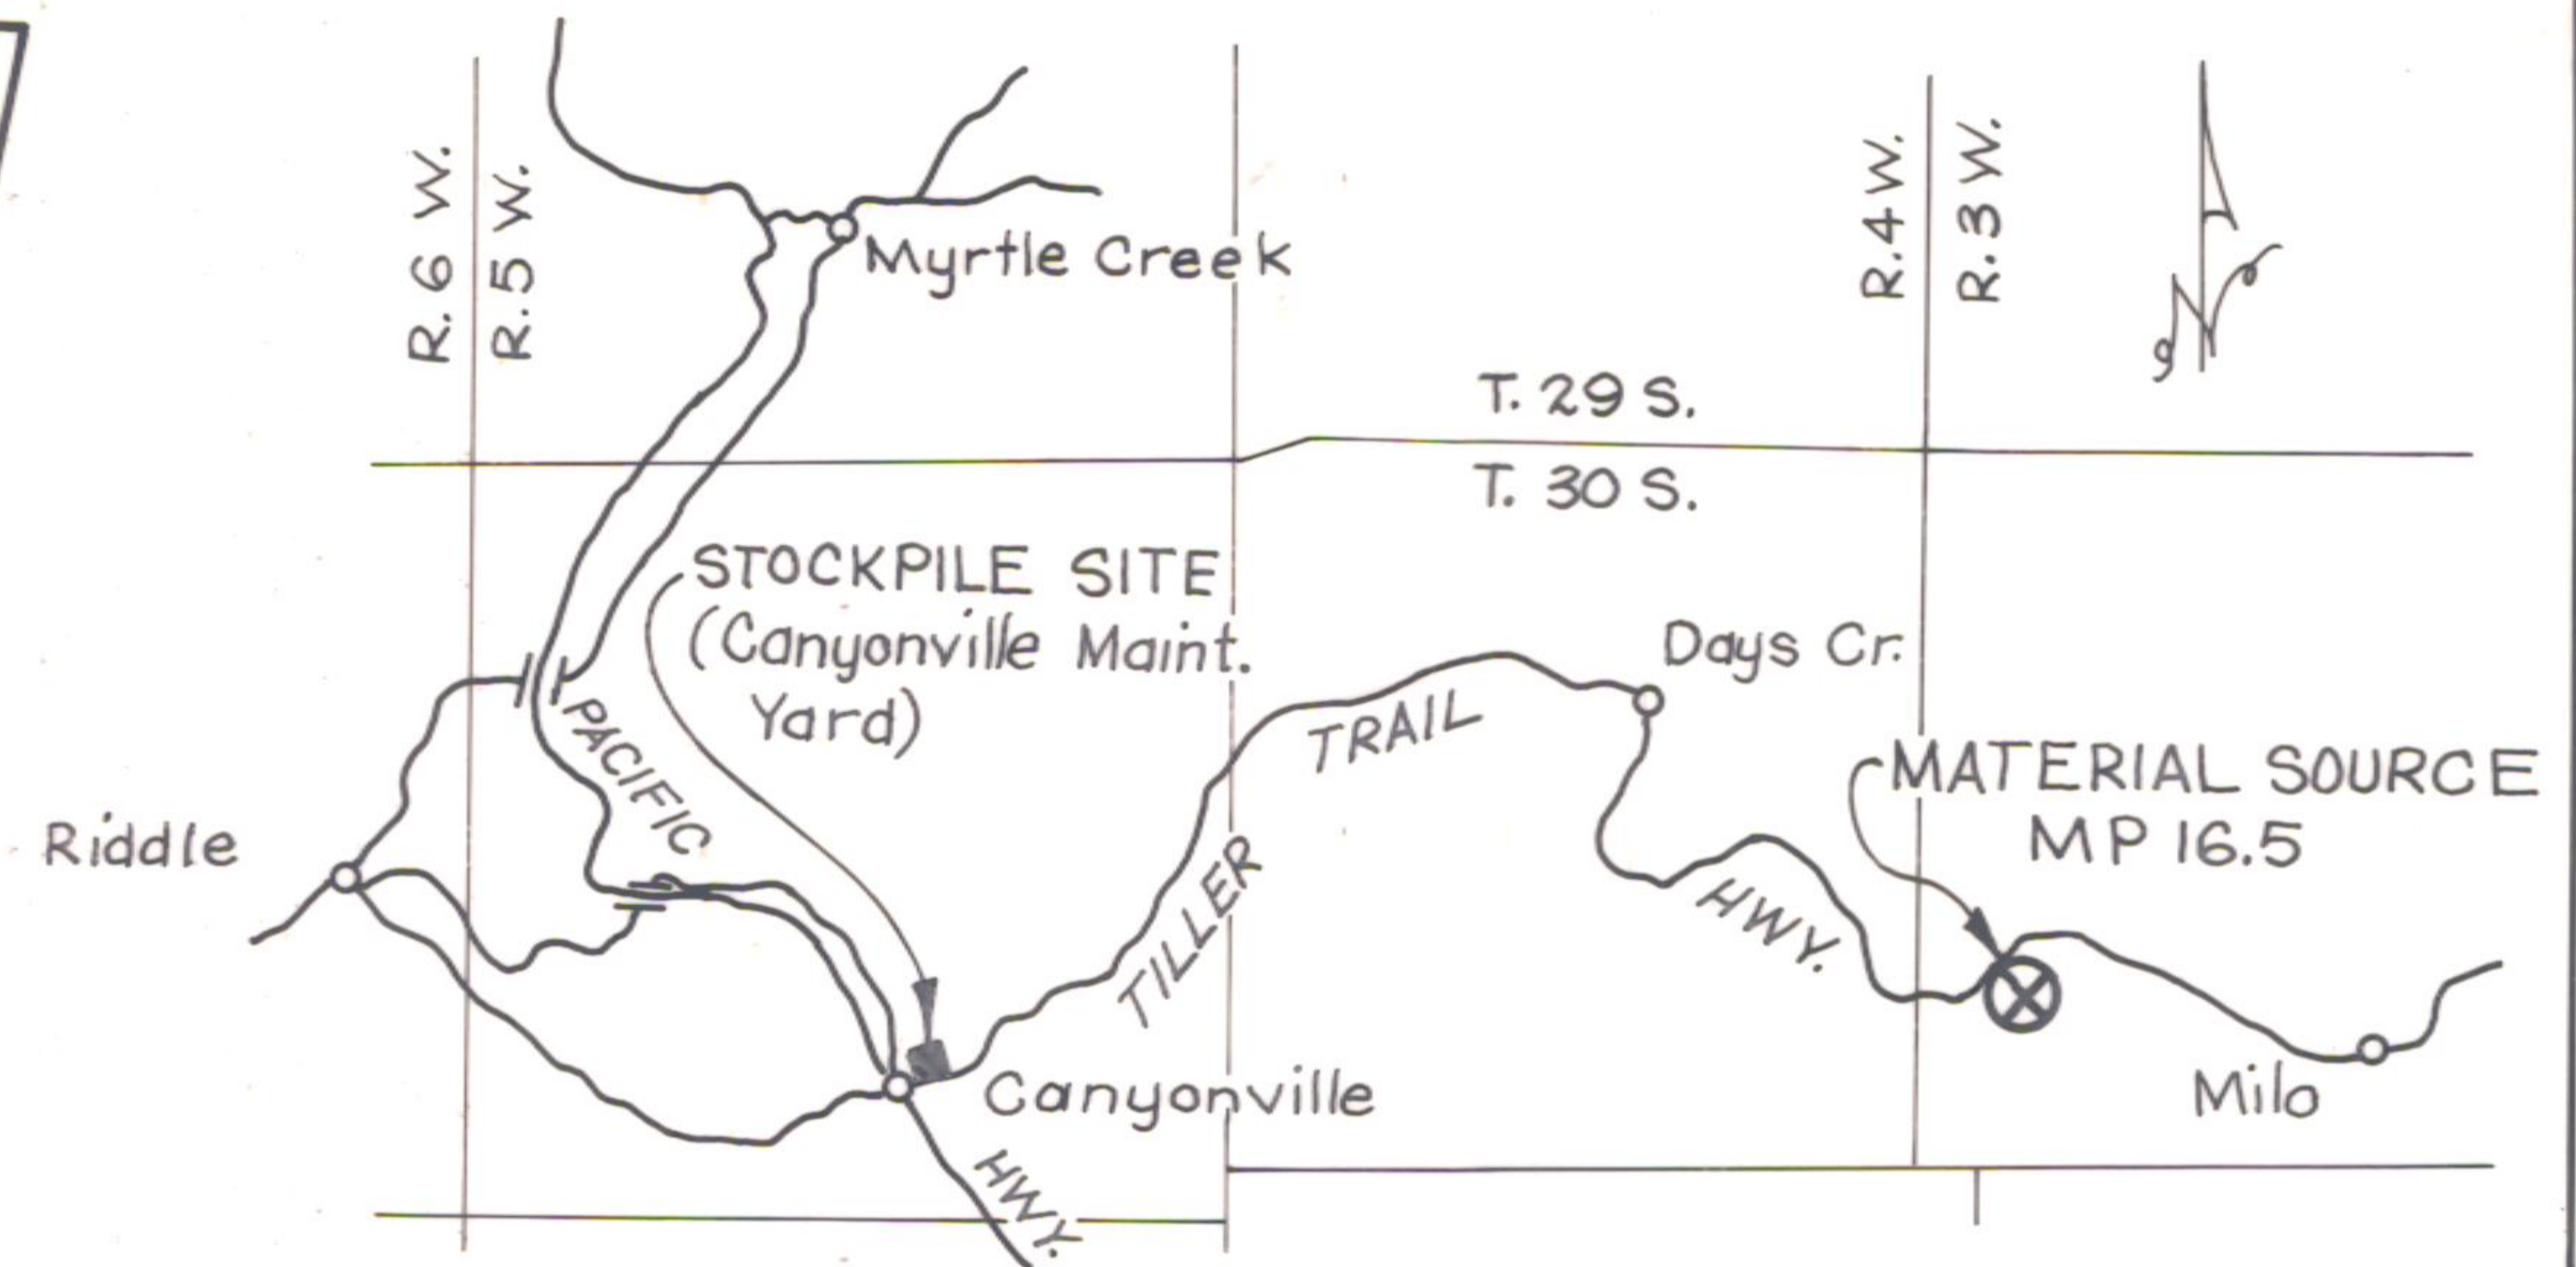 R. 6 W.
R. 5 W.
Myrtle Creek
R. 4 W.
R. 3 W.
N
T. 29 S.
T. 30 S.
STOCKPILE SITE
(Canyonville Maint.
Yard)
Days Cr.
PACIFIC
TRAIL
MATERIAL SOURCE
MP 16.5
Riddle
TILLER
HWY.
Canyonville
Milo
HWY.